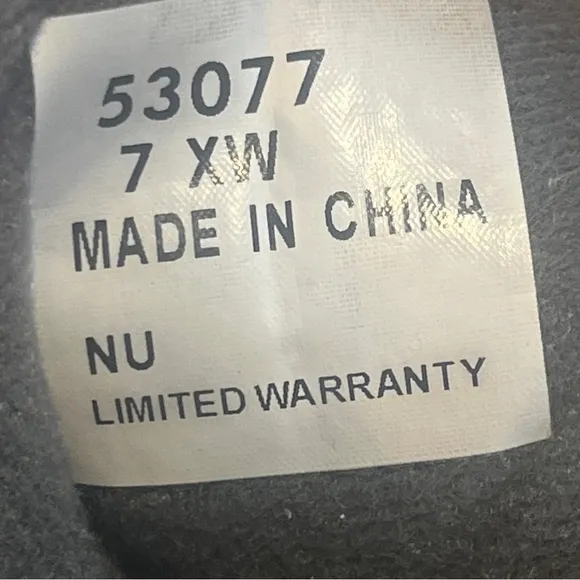 53077
7 XW
MADE IN CHINA
NU
LIMITED WARRANTY